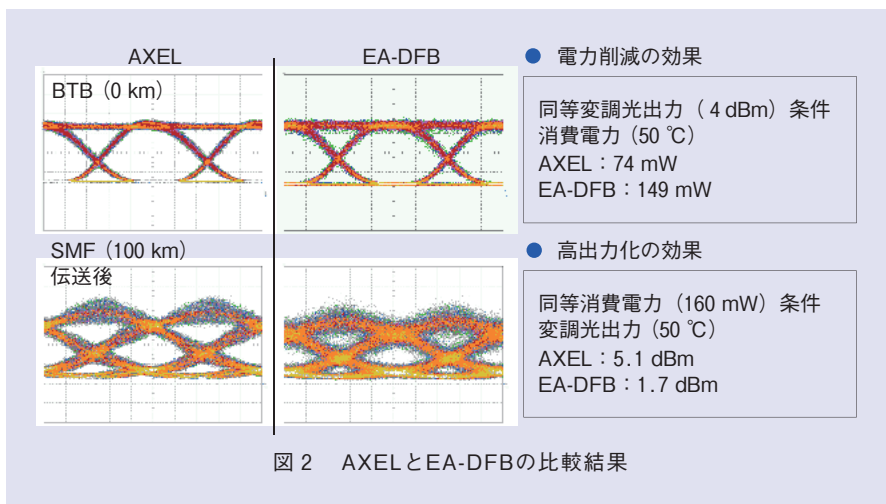 AXEL
EA-DFB
BTB（0 km）
SMF（100 km）
伝送後
● 電力削減の効果
同等変調光出力（4 dBm）条件
消費電力（50 ℃）
AXEL：74 mW
EA-DFB：149 mW
● 高出力化の効果
同等消費電力（160 mW）条件
変調光出力（50 ℃）
AXEL：5.1 dBm
EA-DFB：1.7 dBm
図 2　AXELとEA-DFBの比較結果